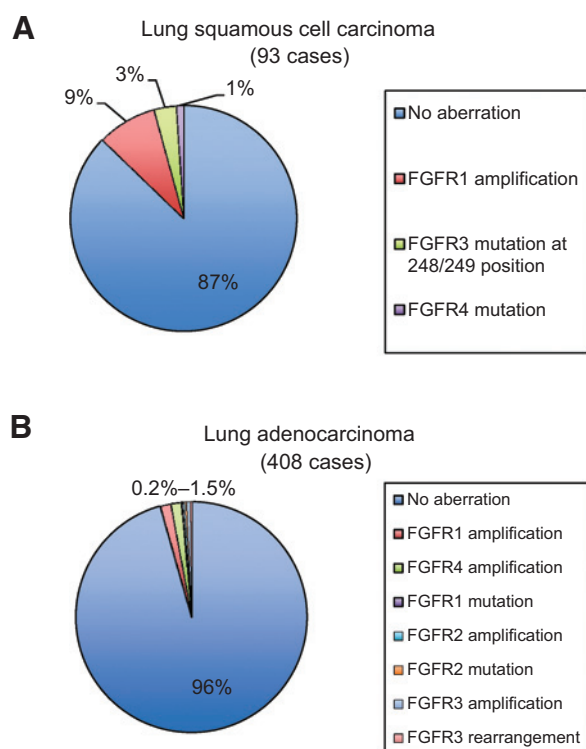 A
Lung squamous cell carcinoma
(93 cases)
3%
1%
9%
87%
No aberration
FGFR1 amplification
FGFR3 mutation at
248/249 position
FGFR4 mutation
B
Lung adenocarcinoma
(408 cases)
0.2%–1.5%
96%
No aberration
FGFR1 amplification
FGFR4 amplification
FGFR1 mutation
FGFR2 amplification
FGFR2 mutation
FGFR3 amplification
FGFR3 rearrangement